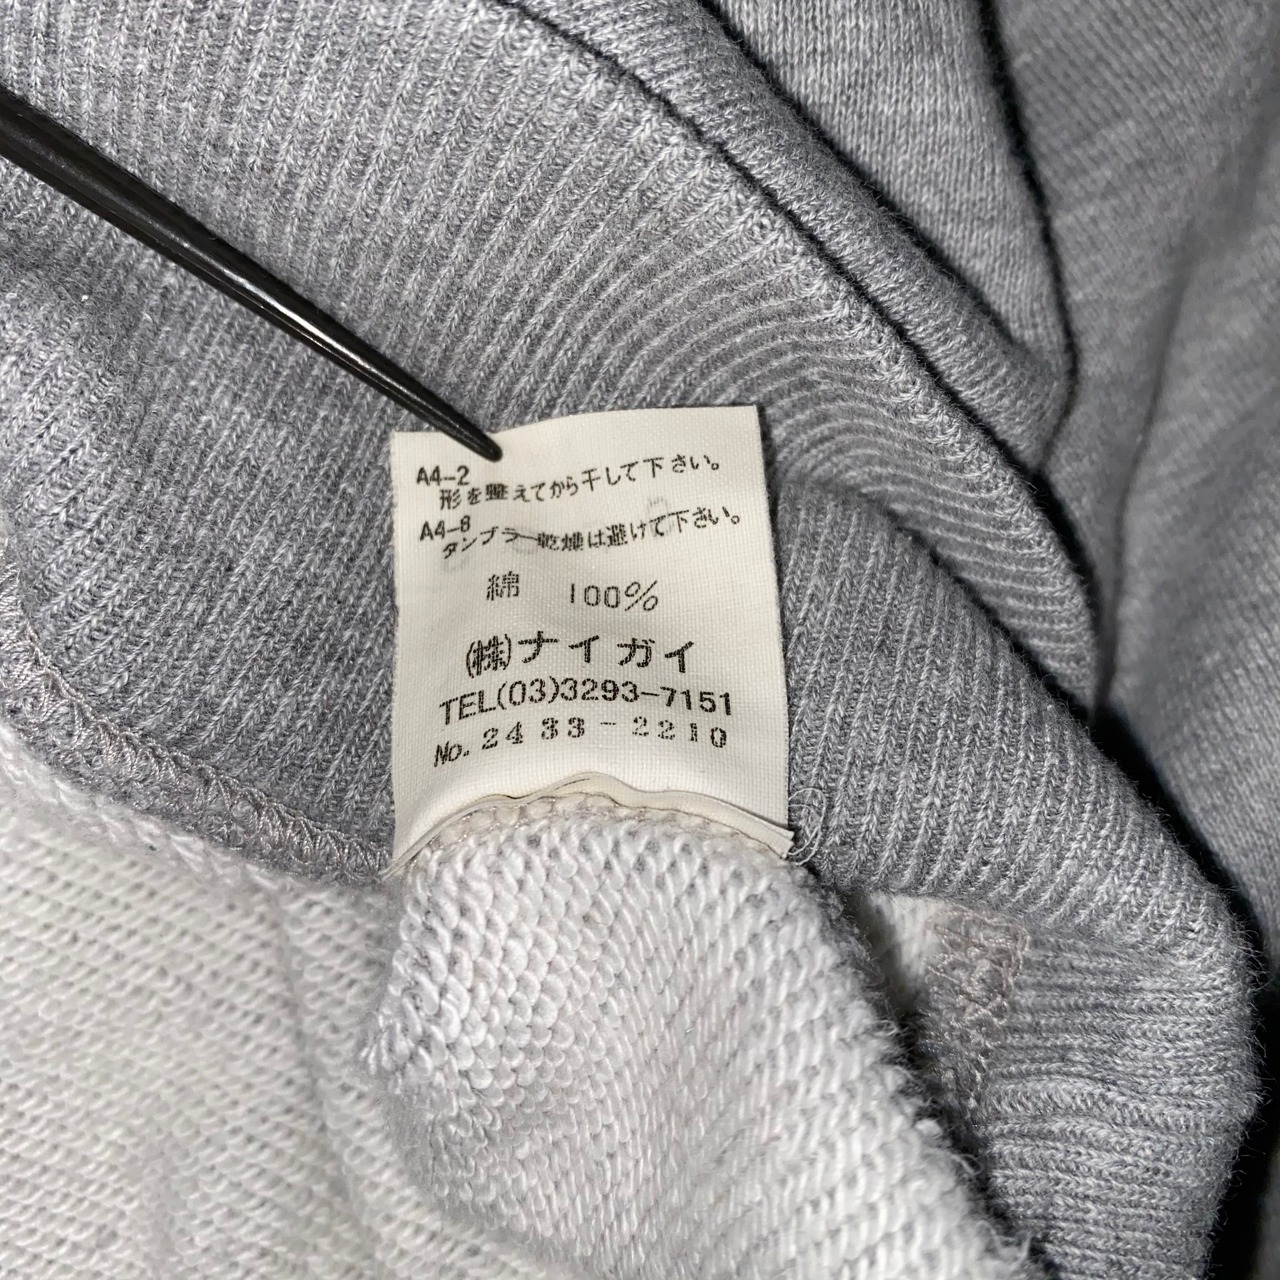 A4-2
形を整えてから干して下さい。
A4-8
タンブラー乾燥は避けて下さい。
綿 100%
(株)ナイガイ
TEL(03)3293-7151
No.2433-2210